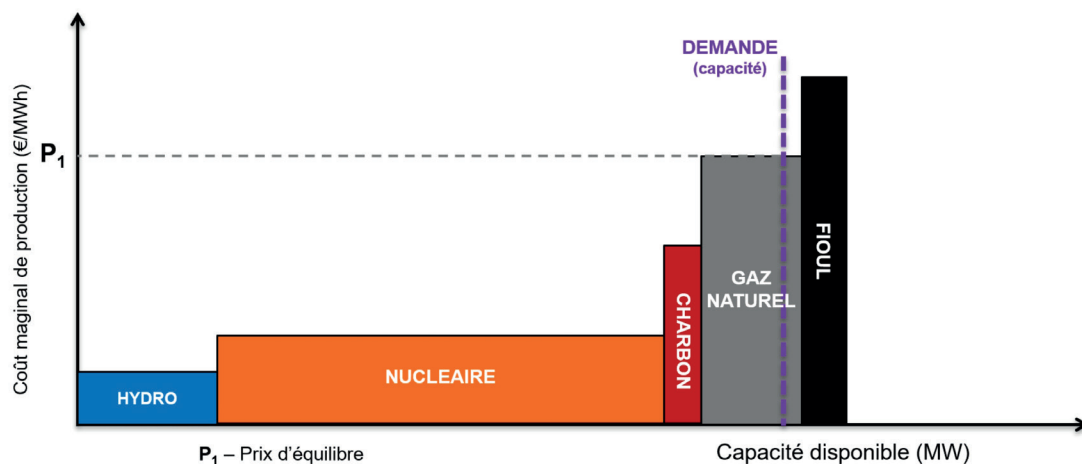 DEMANDE
(capacité)
Coût maginal de production (€/MWh)
P₁
FIOUL
GAZ
NATUREL
CHARBON
NUCLEAIRE
HYDRO
P₁ – Prix d'équilibre
Capacité disponible (MW)